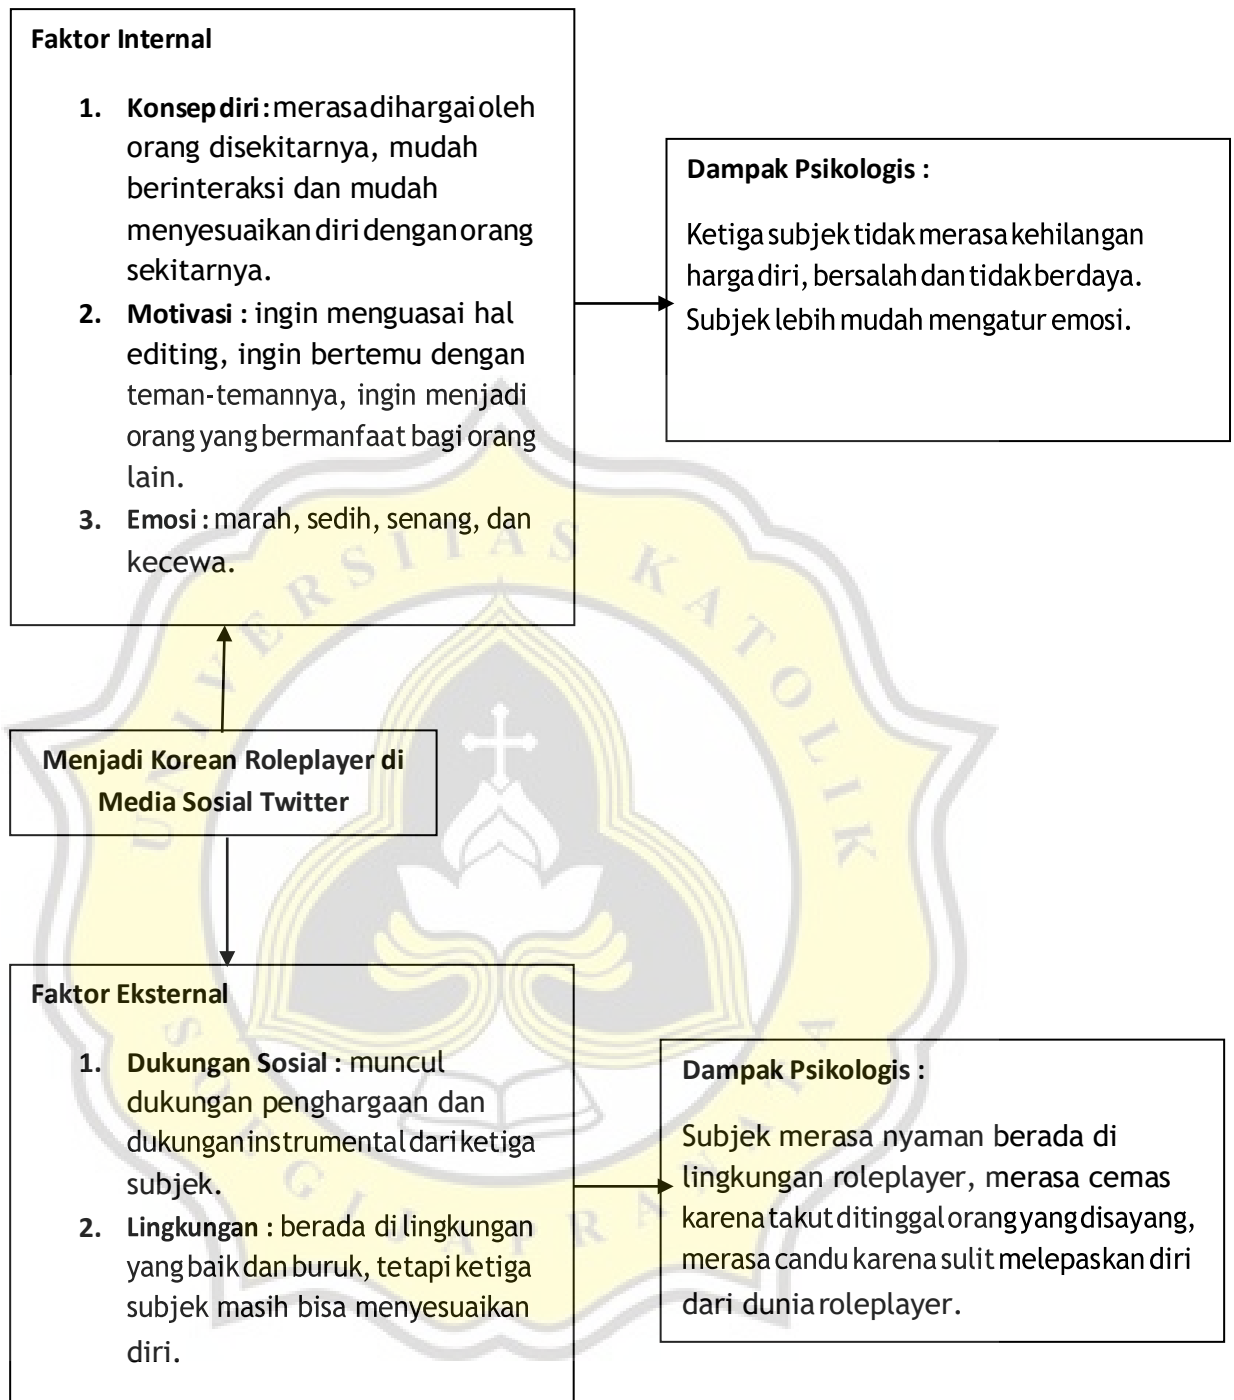 Faktor Internal
1. Konsep diri : merasa dihargai oleh
orang disekitarnya, mudah
berinteraksi dan mudah
menyesuaikan diri dengan orang
sekitarnya.
2. Motivasi : ingin menguasai hal
editing, ingin bertemu dengan
teman-temannya, ingin menjadi
orang yang bermanfaat bagi orang
lain.
3. Emosi : marah, sedih, senang, dan
kecewa.
Dampak Psikologis :
Ketiga subjek tidak merasa kehilangan
harga diri, bersalah dan tidak berdaya.
Subjek lebih mudah mengatur emosi.
Menjadi Korean Roleplayer di
Media Sosial Twitter
Faktor Eksternal
1. Dukungan Sosial : muncul
dukungan penghargaan dan
dukungan instrumental dari ketiga
subjek.
2. Lingkungan : berada di lingkungan
yang baik dan buruk, tetapi ketiga
subjek masih bisa menyesuaikan
diri.
Dampak Psikologis :
Subjek merasa nyaman berada di
lingkungan roleplayer, merasa cemas
karena takut ditinggal orang yang disayang,
merasa candu karena sulit melepaskan diri
dari dunia roleplayer.
UNIVERSITAS KATOLIK
SOEGIJAPRANATA